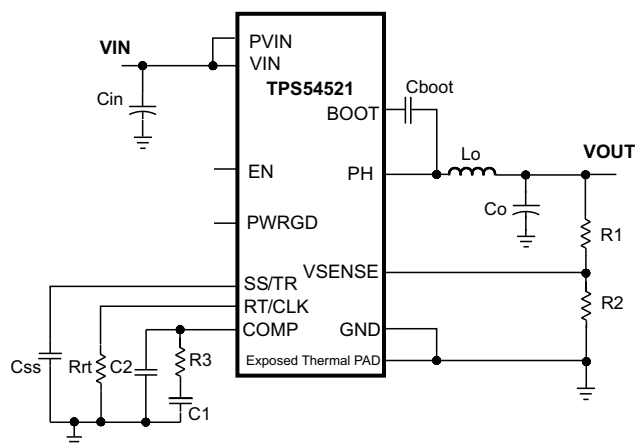 VIN
PVIN
VIN
TPS54521
Cin
BOOT
Cboot
EN
PH
Lo
VOUT
Co
R1
PWRGD
VSENSE
SS/TR
R2
RT/CLK
COMP
GND
Exposed Thermal PAD
Css
Rrt
C2
R3
C1